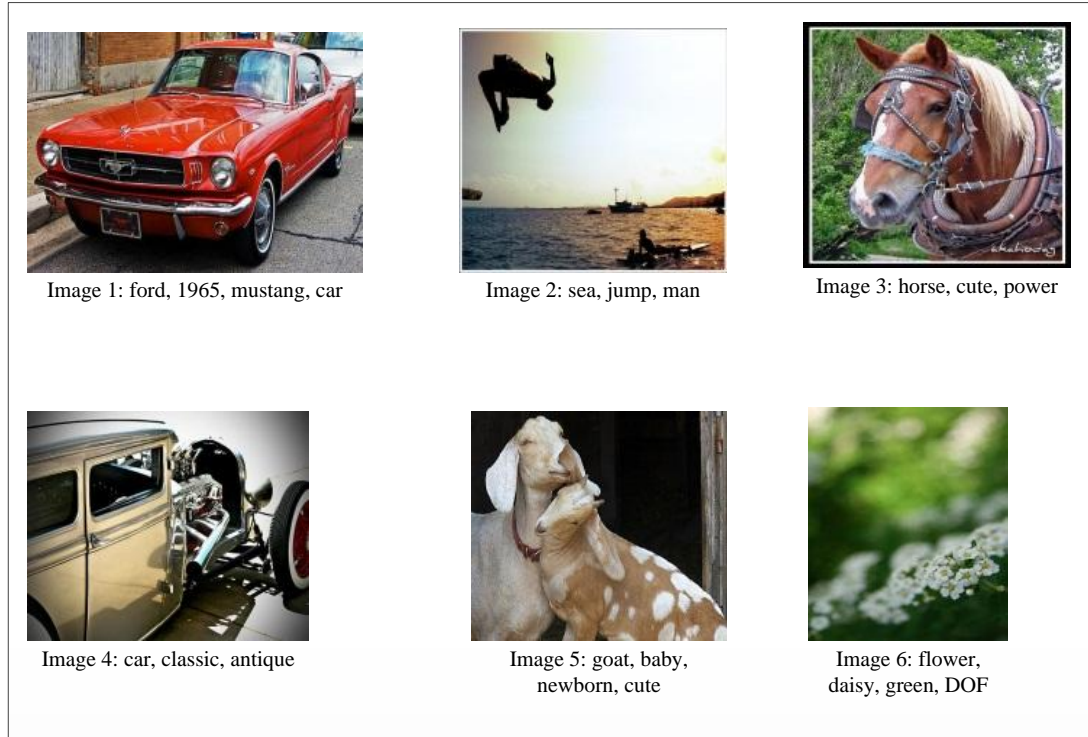 Image 1: ford, 1965, mustang, car
Image 2: sea, jump, man
Image 3: horse, cute, power
Image 4: car, classic, antique
Image 5: goat, baby,
newborn, cute
Image 6: flower,
daisy, green, DOF